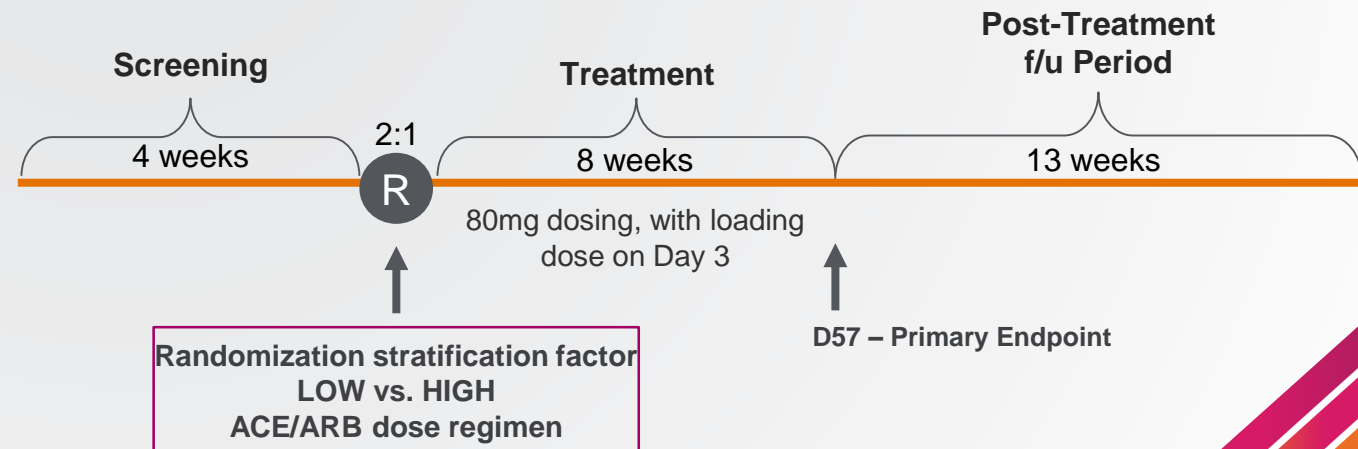 Screening
4 weeks
2:1
R
Treatment
8 weeks
80mg dosing, with loading
dose on Day 3
Post-Treatment
f/u Period
13 weeks
Randomization stratification factor
LOW vs. HIGH
ACE/ARB dose regimen
D57 – Primary Endpoint